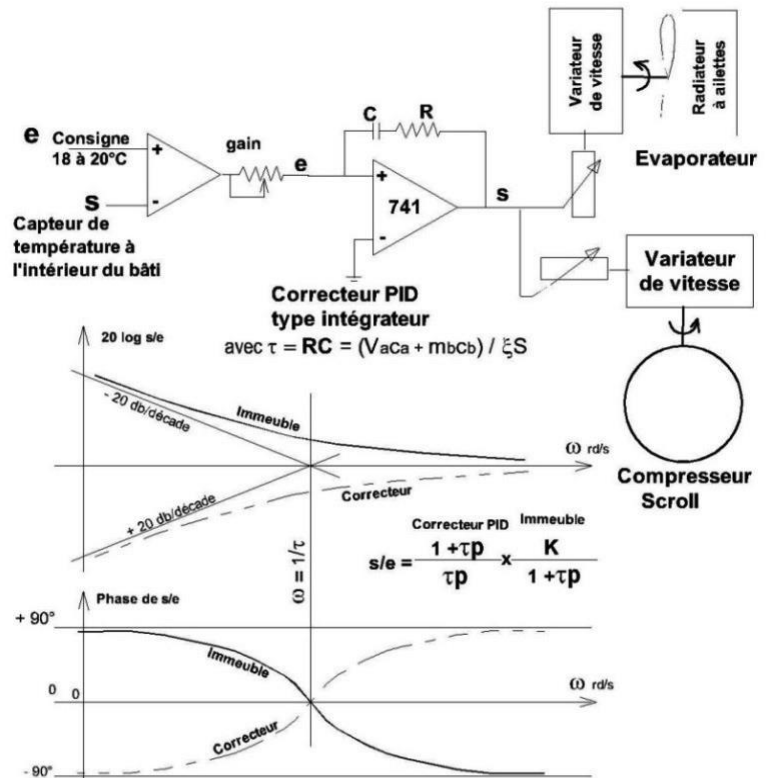 Variateur
de vitesse
Radiateur
à ailettes
Evaporateur
C
R
e
Consigne
18 à 20°C
gain
e
+
-
+
741
-
s
s
Capteur de
température à
l'intérieur du bâti
Variateur
de vitesse
Correcteur PID
type intégrateur
avec τ = RC = (VaCa + mbCb) / ξS
20 log s/e
- 20 db/décade
Immeuble
ω rd/s
Correcteur
+ 20 db/décade
Compresseur
Scroll
ω = 1/τ
Correcteur PID
Immeuble
s/e = 1 +τp / τp x K / 1 +τp
Phase de s/e
+ 90°
Immeuble
0
0
ω rd/s
Correcteur
- 90°